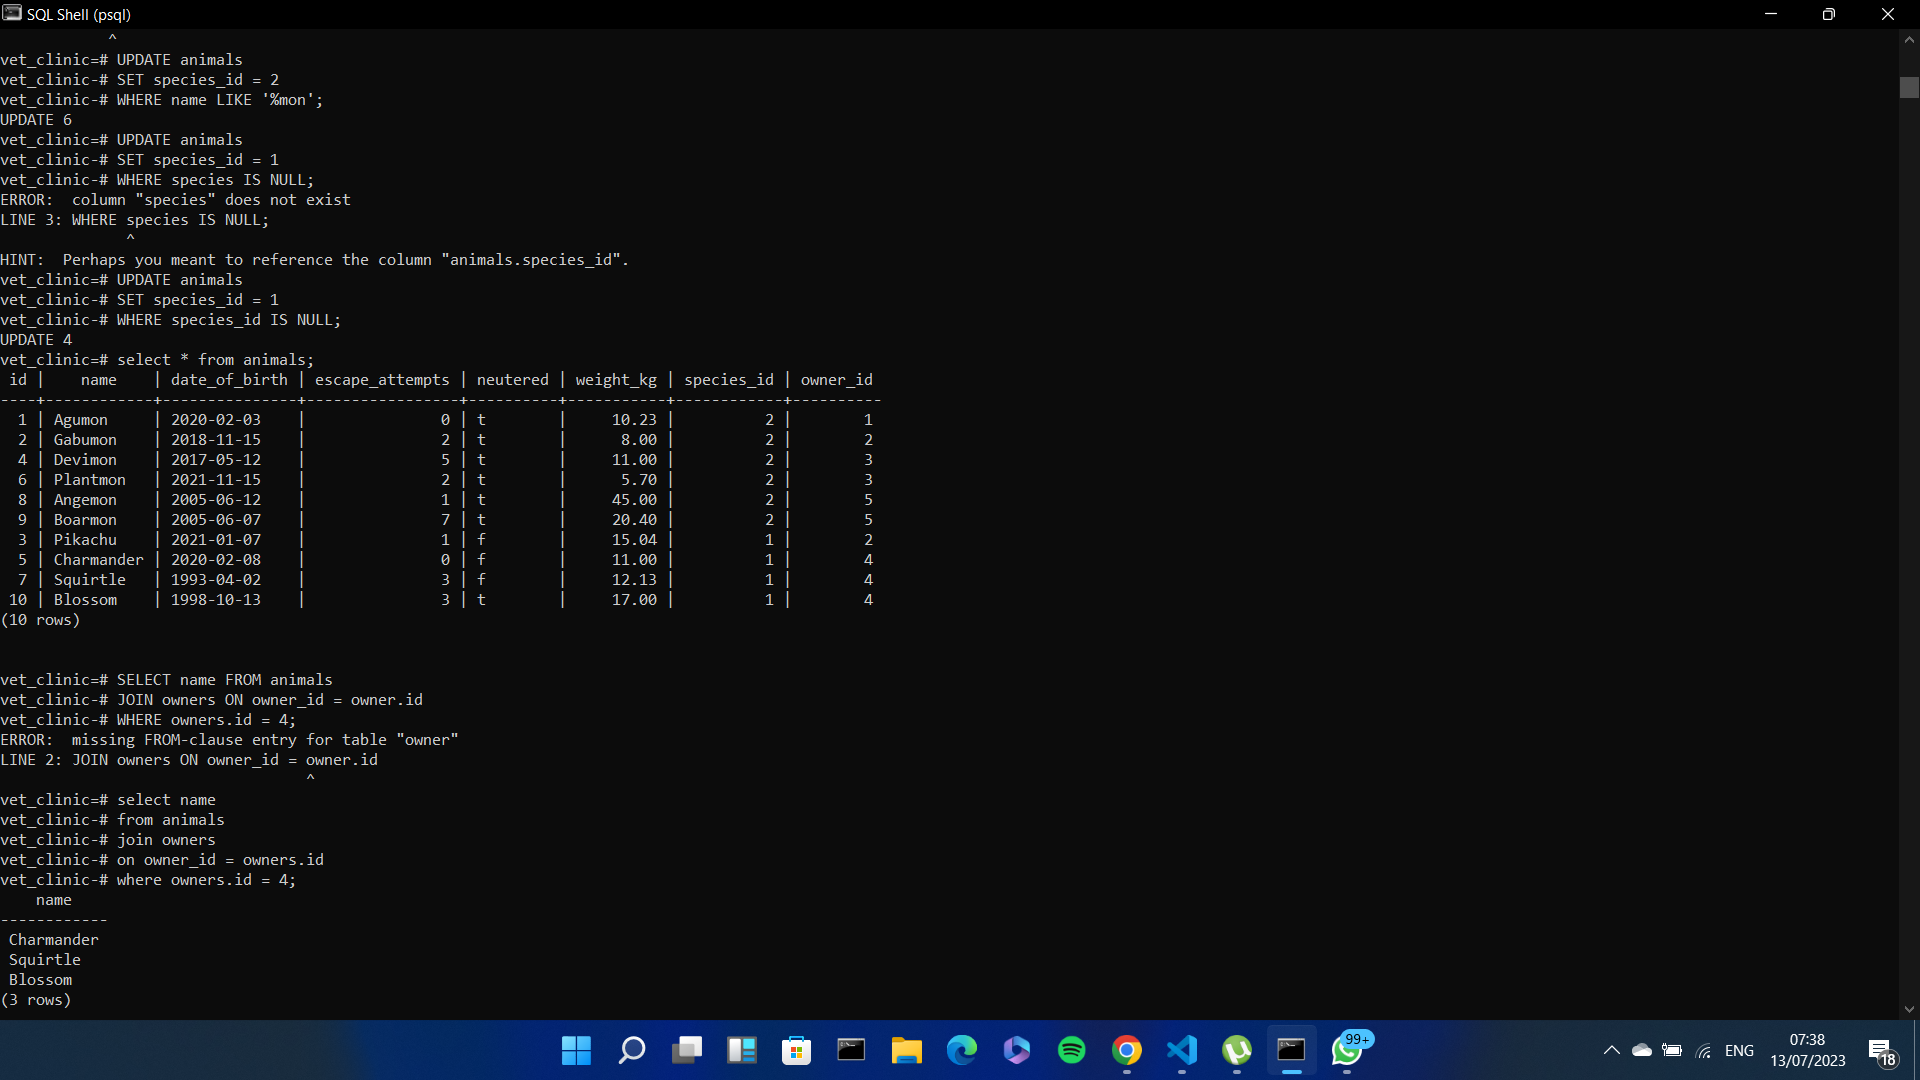 SQL Shell (psql)
^
vet_clinic=# UPDATE animals
vet_clinic-# SET species_id = 2
vet_clinic-# WHERE name LIKE '%mon';
UPDATE 6
vet_clinic=# UPDATE animals
vet_clinic-# SET species_id = 1
vet_clinic-# WHERE species IS NULL;
ERROR:  column "species" does not exist
LINE 3: WHERE species IS NULL;
^
HINT:  Perhaps you meant to reference the column "animals.species_id".
vet_clinic=# UPDATE animals
vet_clinic-# SET species_id = 1
vet_clinic-# WHERE species_id IS NULL;
UPDATE 4
vet_clinic=# select * from animals;
 id |    name    | date_of_birth | escape_attempts | neutered | weight_kg | species_id | owner_id
----+------------+---------------+-----------------+----------+-----------+------------+----------
  1 | Agumon     | 2020-02-03    |               0 | t        |     10.23 |          2 |        1
  2 | Gabumon    | 2018-11-15    |               2 | t        |      8.00 |          2 |        2
  4 | Devimon    | 2017-05-12    |               5 | t        |     11.00 |          2 |        3
  6 | Plantmon   | 2021-11-15    |               2 | t        |      5.70 |          2 |        3
  8 | Angemon    | 2005-06-12    |               1 | t        |     45.00 |          2 |        5
  9 | Boarmon    | 2005-06-07    |               7 | t        |     20.40 |          2 |        5
  3 | Pikachu    | 2021-01-07    |               1 | f        |     15.04 |          1 |        2
  5 | Charmander | 2020-02-08    |               0 | f        |     11.00 |          1 |        4
  7 | Squirtle   | 1993-04-02    |               3 | f        |     12.13 |          1 |        4
 10 | Blossom    | 1998-10-13    |               3 | t        |     17.00 |          1 |        4
(10 rows)
vet_clinic=# SELECT name FROM animals
vet_clinic-# JOIN owners ON owner_id = owner.id
vet_clinic-# WHERE owners.id = 4;
ERROR:  missing FROM-clause entry for table "owner"
LINE 2: JOIN owners ON owner_id = owner.id
^
vet_clinic=# select name
vet_clinic-# from animals
vet_clinic-# join owners
vet_clinic-# on owner_id = owners.id
vet_clinic-# where owners.id = 4;
    name
------------
 Charmander
 Squirtle
 Blossom
(3 rows)
99+
ENG
07:38
13/07/2023
18